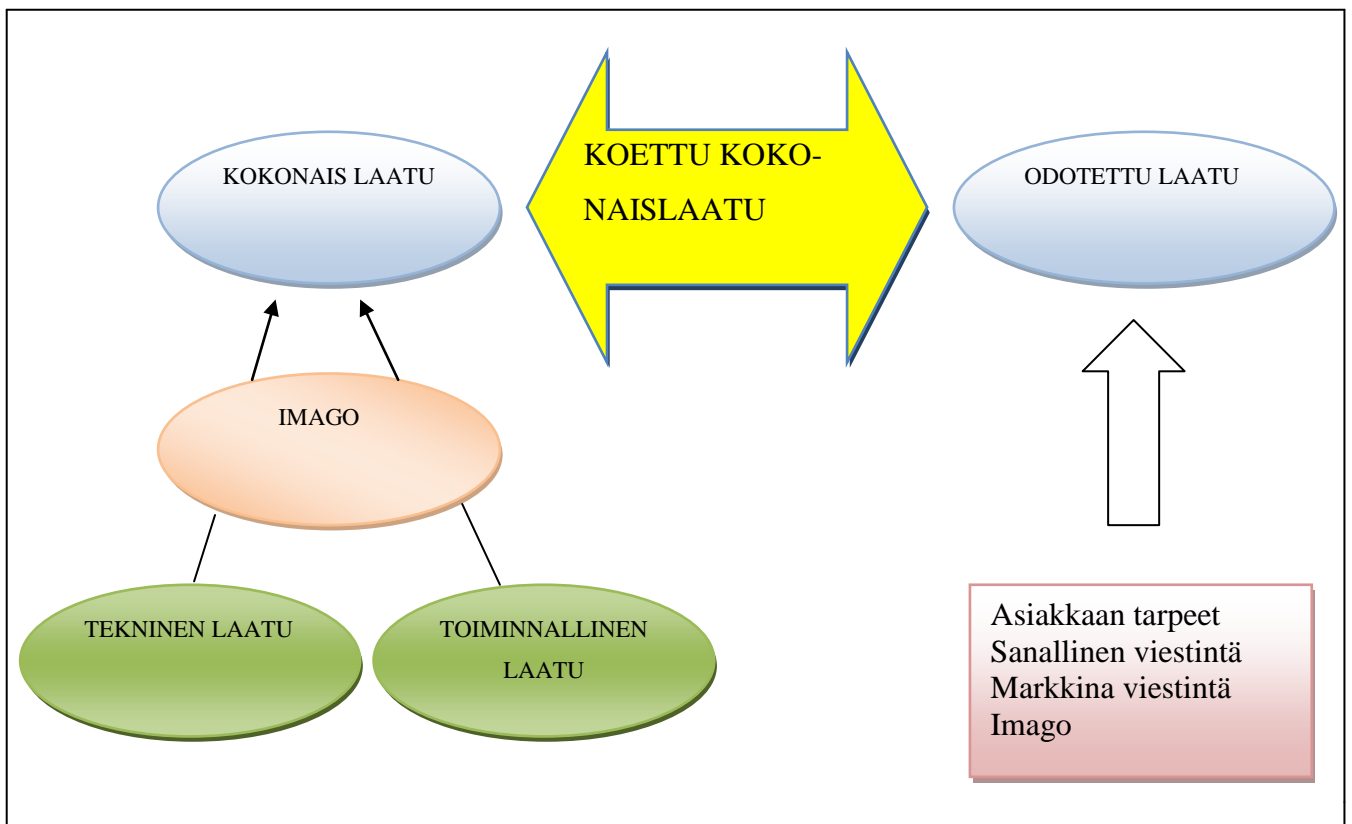 KOETTU KOKO-
NAISLAATU
KOKONAIS LAATU
ODOTETTU LAATU
IMAGO
TEKNINEN LAATU
TOIMINNALLINEN
LAATU
Asiakkaan tarpeet
Sanallinen viestintä
Markkina viestintä
Imago